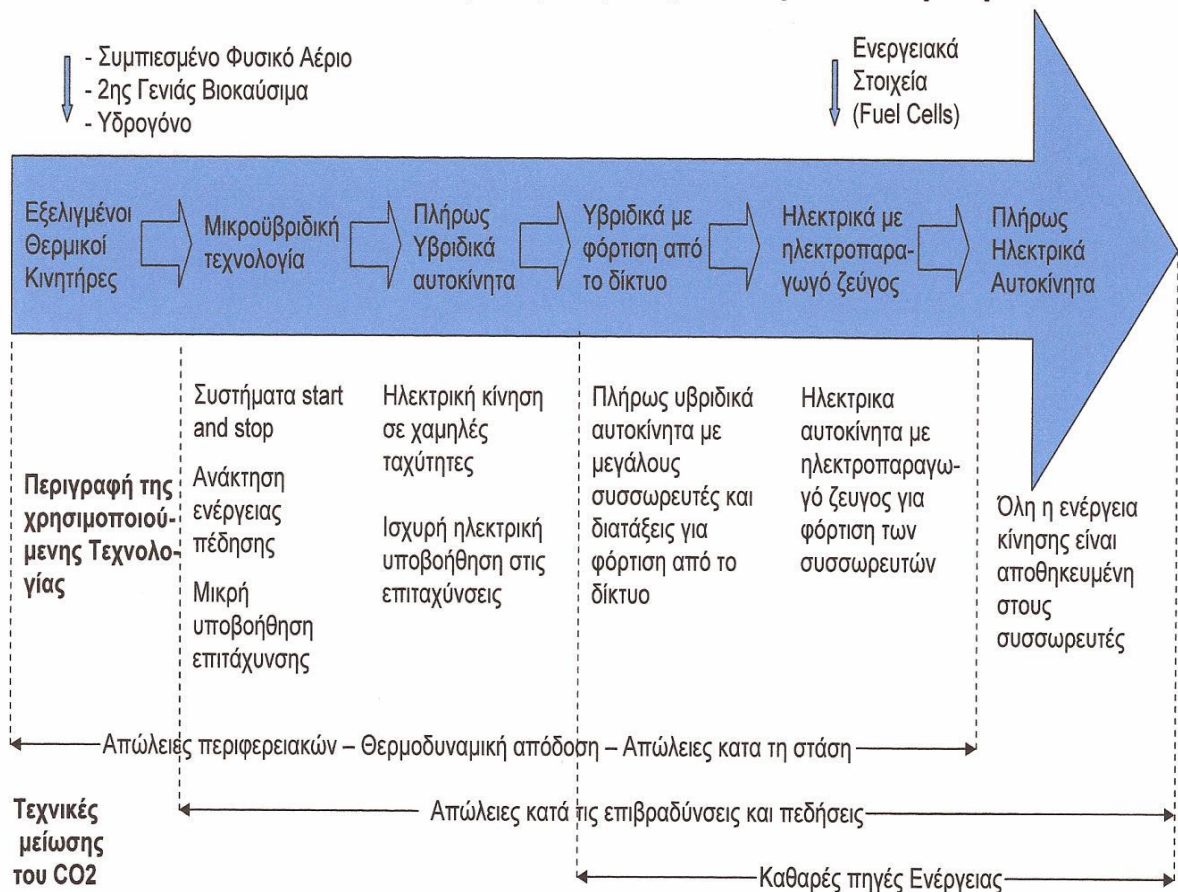 - Συμπιεσμένο Φυσικό Αέριο
- 2ης Γενιάς Βιοκαύσιμα
- Υδρογόνο
Ενεργειακά
Στοιχεία
(Fuel Cells)
Εξελιγμένοι
Θερμικοί
Κινητήρες
Μικροϋβριδική
τεχνολογία
Πλήρως
Υβριδικά
αυτοκίνητα
Υβριδικά με
φόρτιση από
το δίκτυο
Ηλεκτρικά με
ηλεκτροπαρα-
γωγό ζεύγος
Πλήρως
Ηλεκτρικά
Αυτοκίνητα
Περιγραφή της
χρησιμοποιού-
μενης Τεχνολο-
γίας
Συστήματα start
and stop
Ανάκτηση
ενέργειας
πέδησης
Μικρή
υποβοήθηση
επιτάχυνσης
Ηλεκτρική κίνηση
σε χαμηλές
ταχύτητες
Ισχυρή ηλεκτρική
υποβοήθηση στις
επιταχύνσεις
Πλήρως υβριδικά
αυτοκίνητα με
μεγάλους
συσσωρευτές και
διατάξεις για
φόρτιση από το
δίκτυο
Ηλεκτρικα
αυτοκίνητα με
ηλεκτροπαραγω-
γό ζευγος για
φόρτιση των
συσσωρευτών
Όλη η ενέργεια
κίνησης είναι
αποθηκευμένη
στους
συσσωρευτές
Απώλειες περιφερειακών – Θερμοδυναμική απόδοση – Απώλειες κατα τη στάση
Τεχνικές
μείωσης
του CO2
Απώλειες κατά τις επιβραδύνσεις και πεδήσεις
Καθαρές πηγές Ενέργειας